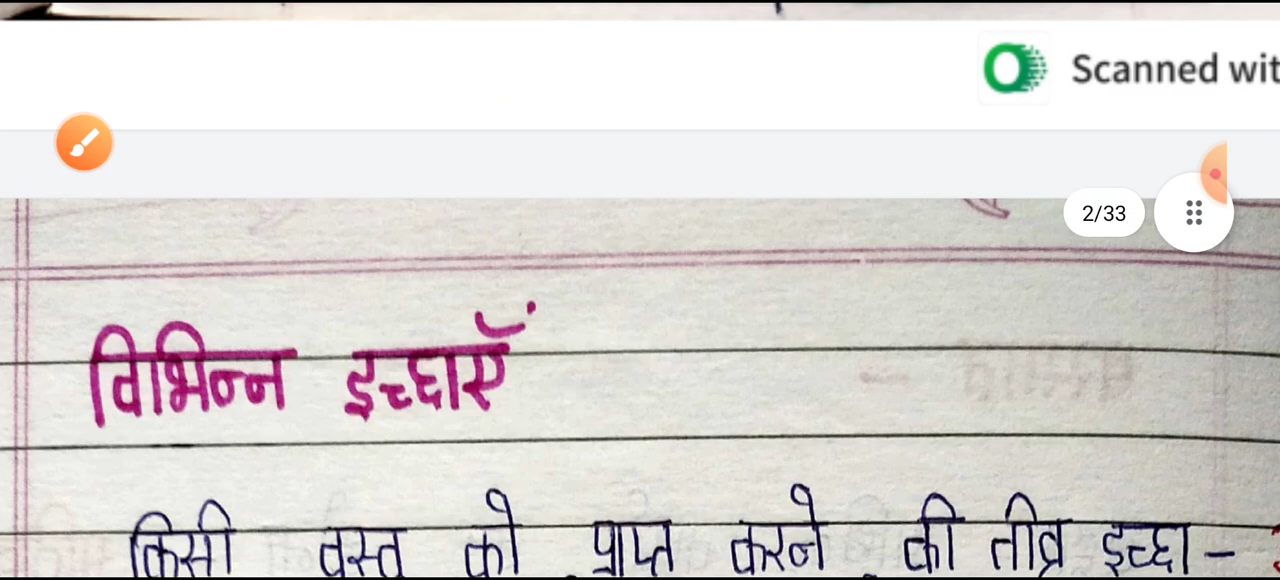 Scanned wit
2/33
विभिन्न इच्छाएँ
किसी वस्तु को प्राप्त करने की तीव्र इच्छा -